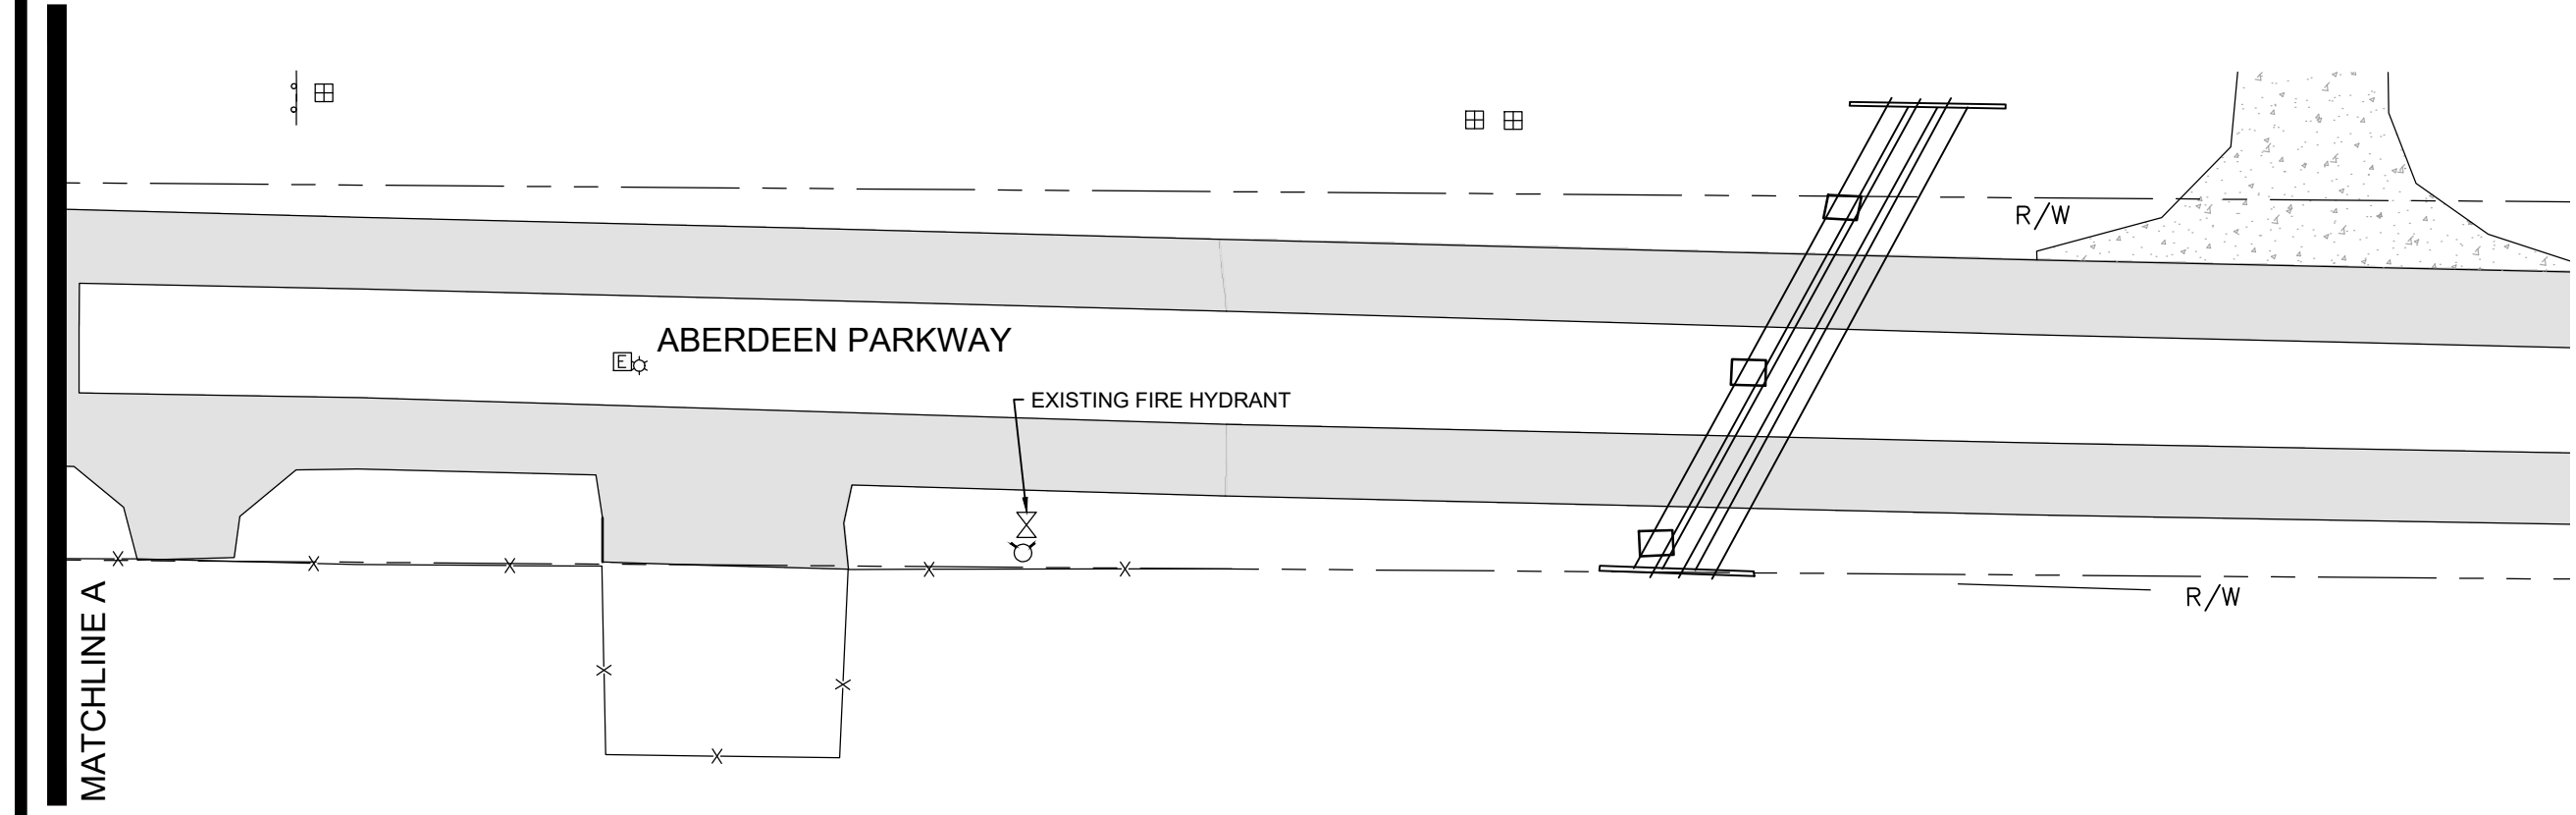 R/W
ABERDEEN PARKWAY
E
EXISTING FIRE HYDRANT
MATCHLINE A
R/W